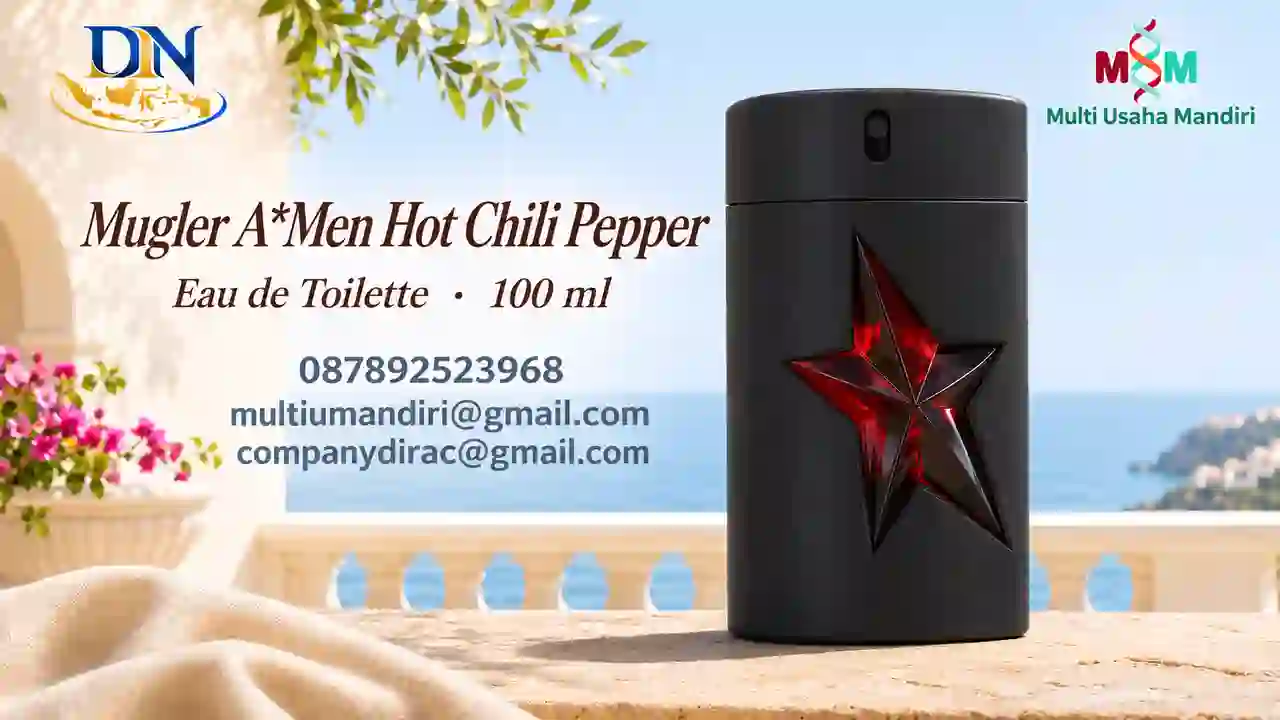 DIN
MSM
Multi Usaha Mandiri
Mugler A*Men Hot Chili Pepper
Eau de Toilette · 100 ml
087892523968
multiumandiri@gmail.com
companydirac@gmail.com